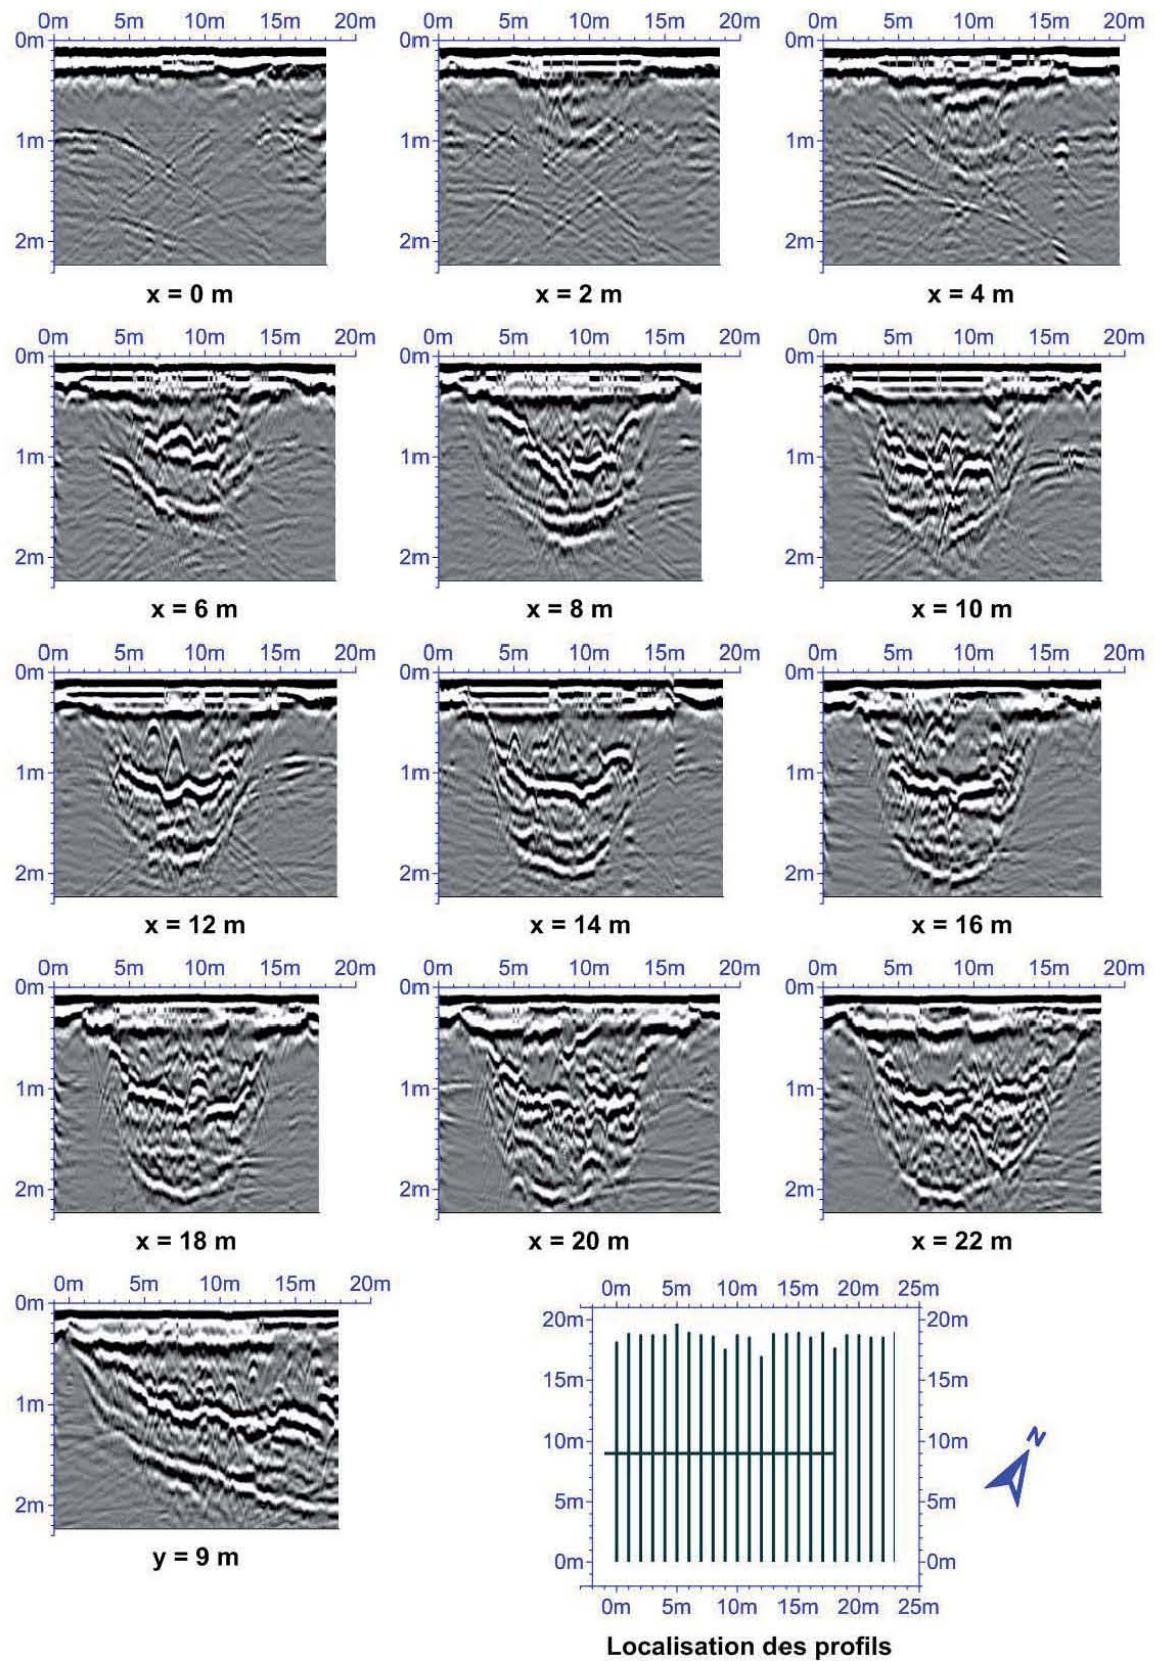 0m 5m 10m 15m 20m 0m 5m 10m 15m 20m 0m 5m 10m 15m 20m
0m 0m 0m
1m 1m 1m
2m 2m 2m
x = 0 m x = 2 m x = 4 m
0m 5m 10m 15m 20m 0m 5m 10m 15m 20m 0m 5m 10m 15m 20m
0m 0m 0m
1m 1m 1m
2m 2m 2m
x = 6 m x = 8 m x = 10 m
0m 5m 10m 15m 20m 0m 5m 10m 15m 20m 0m 5m 10m 15m 20m
0m 0m 0m
1m 1m 1m
2m 2m 2m
x = 12 m x = 14 m x = 16 m
0m 5m 10m 15m 20m 0m 5m 10m 15m 20m 0m 5m 10m 15m 20m
0m 0m 0m
1m 1m 1m
2m 2m 2m
x = 18 m x = 20 m x = 22 m
0m 5m 10m 15m 20m
0m
1m
2m
y = 9 m
0m 5m 10m 15m 20m 25m
20m 20m
15m 15m
10m 10m
5m 5m
0m 0m
0m 5m 10m 15m 20m 25m
N
Localisation des profils